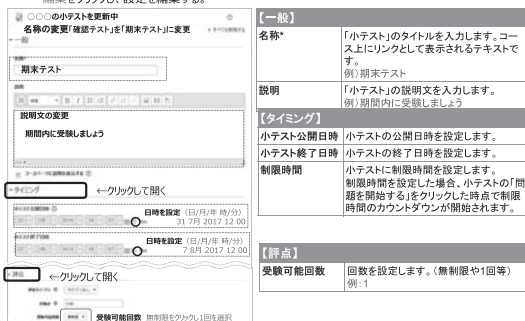 編集をクリックし、設定を編集する。
〇〇〇の小テストを更新中
名称の変更「確認テスト」を「期末テスト」に変更
一般
期末テスト
説明文の変更
期間内に受験しましょう
タイミング
←クリックして開く
日時を設定 (日/月/年 時/分)
31 7月 2017 12 00
日時を設定 (日/月/年 時/分)
7 8月 2017 12 00
評点
←クリックして開く
受験可能回数 無制限をクリックし1回を選択
【一般】
名称* 「小テスト」のタイトルを入力します。コー
ス上にリンクとして表示されるテキストで
す。
例)期末テスト
説明 「小テスト」の説明文を入力します。
例)期間内に受験しましょう
【タイミング】
小テスト公開日時 小テストの公開日時を設定します。
小テスト終了日時 小テストの終了日時を設定します。
制限時間 小テストに制限時間を設定します。
制限時間を設定した場合、小テストの「問
題を開始する」をクリックした時点で制限
時間のカウントダウンが開始されます。
【評点】
受験可能回数 回数を設定します。(無制限や1回等)
例:1